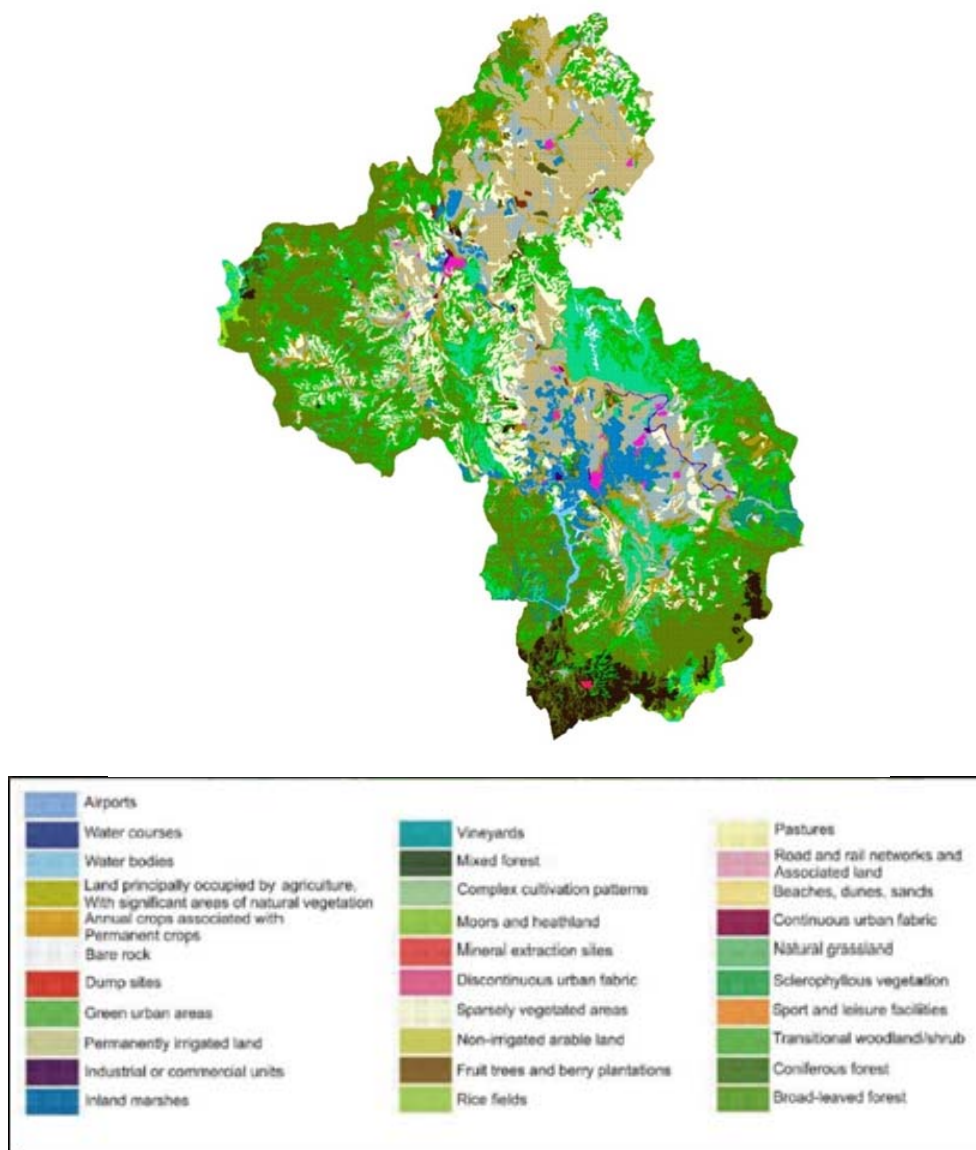 Airports
Water courses
Water bodies
Land principally occupied by agriculture,
With significant areas of natural vegetation
Annual crops associated with
Permanent crops
Bare rock
Dump sites
Green urban areas
Permanently irrigated land
Industrial or commercial units
Inland marshes
Vineyards
Mixed forest
Complex cultivation patterns
Moors and heathland
Mineral extraction sites
Discontinuous urban fabric
Sparsely vegetated areas
Non-irrigated arable land
Fruit trees and berry plantations
Rice fields
Pastures
Road and rail networks and
Associated land
Beaches, dunes, sands
Continuous urban fabric
Natural grassland
Sclerophyllous vegetation
Sport and leisure facilities
Transitional woodland/shrub
Coniferous forest
Broad-leaved forest